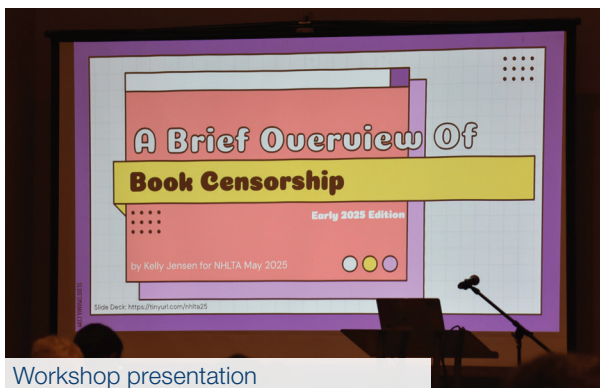 A Brief Overview Of
Book Censorship
Early 2025 Edition
by Kelly Jensen for NHLTA May 2025
Slide Deck: https://tinyurl.com/nhlta25
Workshop presentation